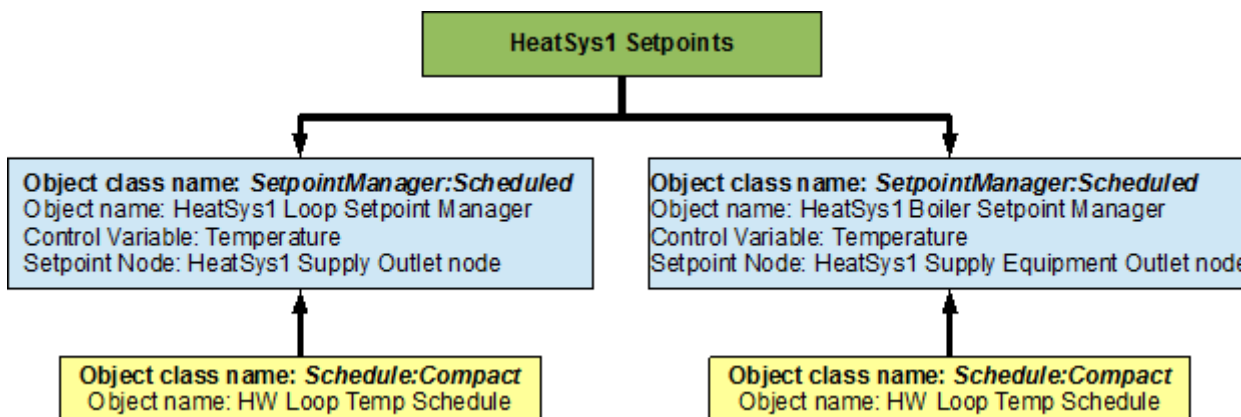 HeatSys1 Setpoints
Object class name: SetpointManager:Scheduled
Object name: HeatSys1 Loop Setpoint Manager
Control Variable: Temperature
Setpoint Node: HeatSys1 Supply Outlet node
Object class name: SetpointManager:Scheduled
Object name: HeatSys1 Boiler Setpoint Manager
Control Variable: Temperature
Setpoint Node: HeatSys1 Supply Equipment Outlet node
Object class name: Schedule:Compact
Object name: HW Loop Temp Schedule
Object class name: Schedule:Compact
Object name: HW Loop Temp Schedule